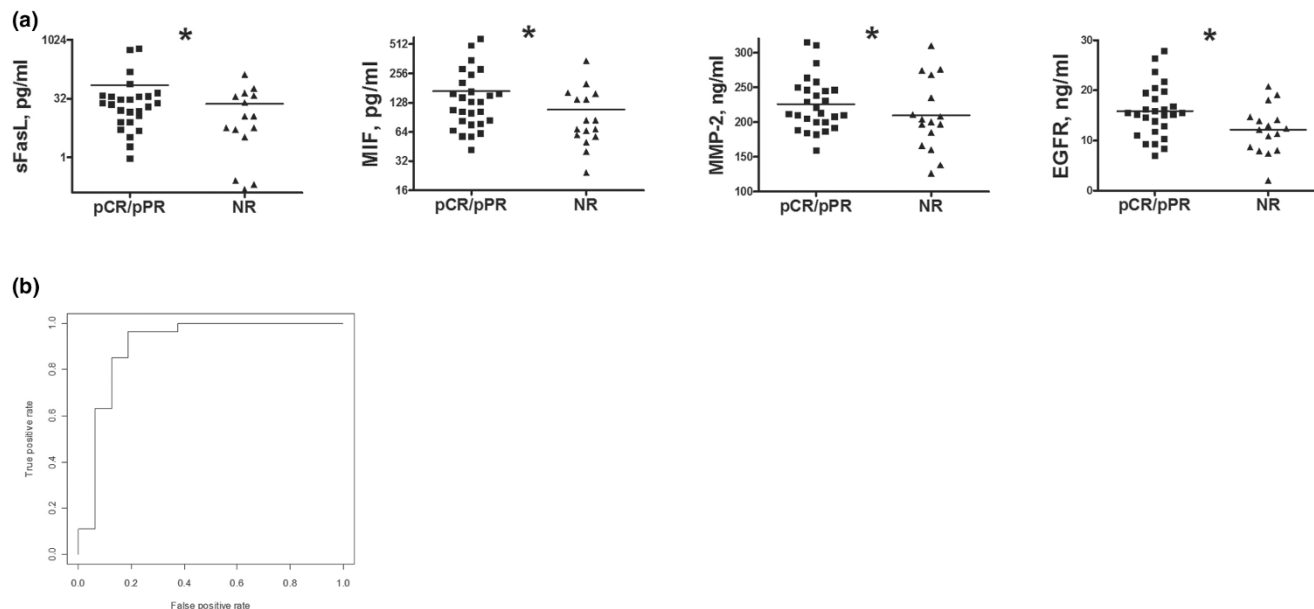 (a)
sFasL, pg/ml
1024
32
1
*
pCR/pPR
NR
MIF, pg/ml
512
256
128
64
32
16
*
pCR/pPR
NR
MMP-2, ng/ml
300
250
200
150
100
*
pCR/pPR
NR
EGFR, ng/ml
30
20
10
0
*
pCR/pPR
NR
(b)
True positive rate
1.0
0.8
0.6
0.4
0.2
0.0
0.0 0.2 0.4 0.6 0.8 1.0
False positive rate